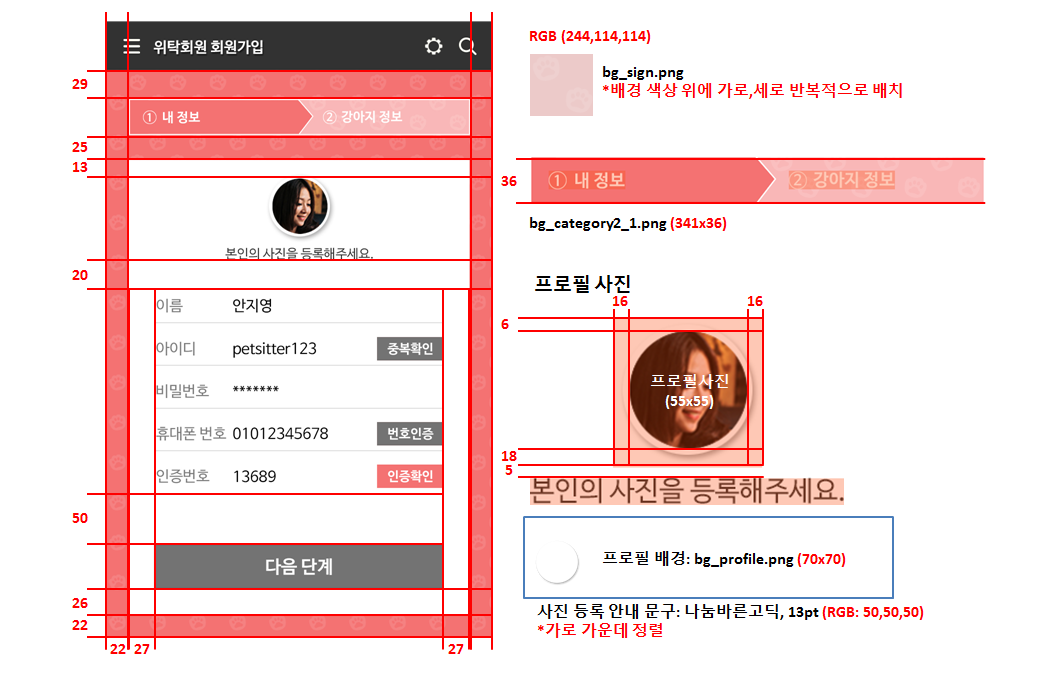 위탁회원 회원가입
29
① 내 정보
② 강아지 정보
25
13
본인의 사진을 등록해주세요.
20
이름 안지영
아이디 petsitter123 중복확인
비밀번호 *******
휴대폰 번호 01012345678 번호인증
인증번호 13689 인증확인
50
다음 단계
26
22
22 27 27
RGB (244,114,114)
bg_sign.png
*배경 색상 위에 가로,세로 반복적으로 배치
36
① 내 정보
② 강아지 정보
bg_category2_1.png (341x36)
프로필 사진
16 16
6
프로필사진
(55x55)
18
5
본인의 사진을 등록해주세요.
프로필 배경: bg_profile.png (70x70)
사진 등록 안내 문구: 나눔바른고딕, 13pt (RGB: 50,50,50)
*가로 가운데 정렬